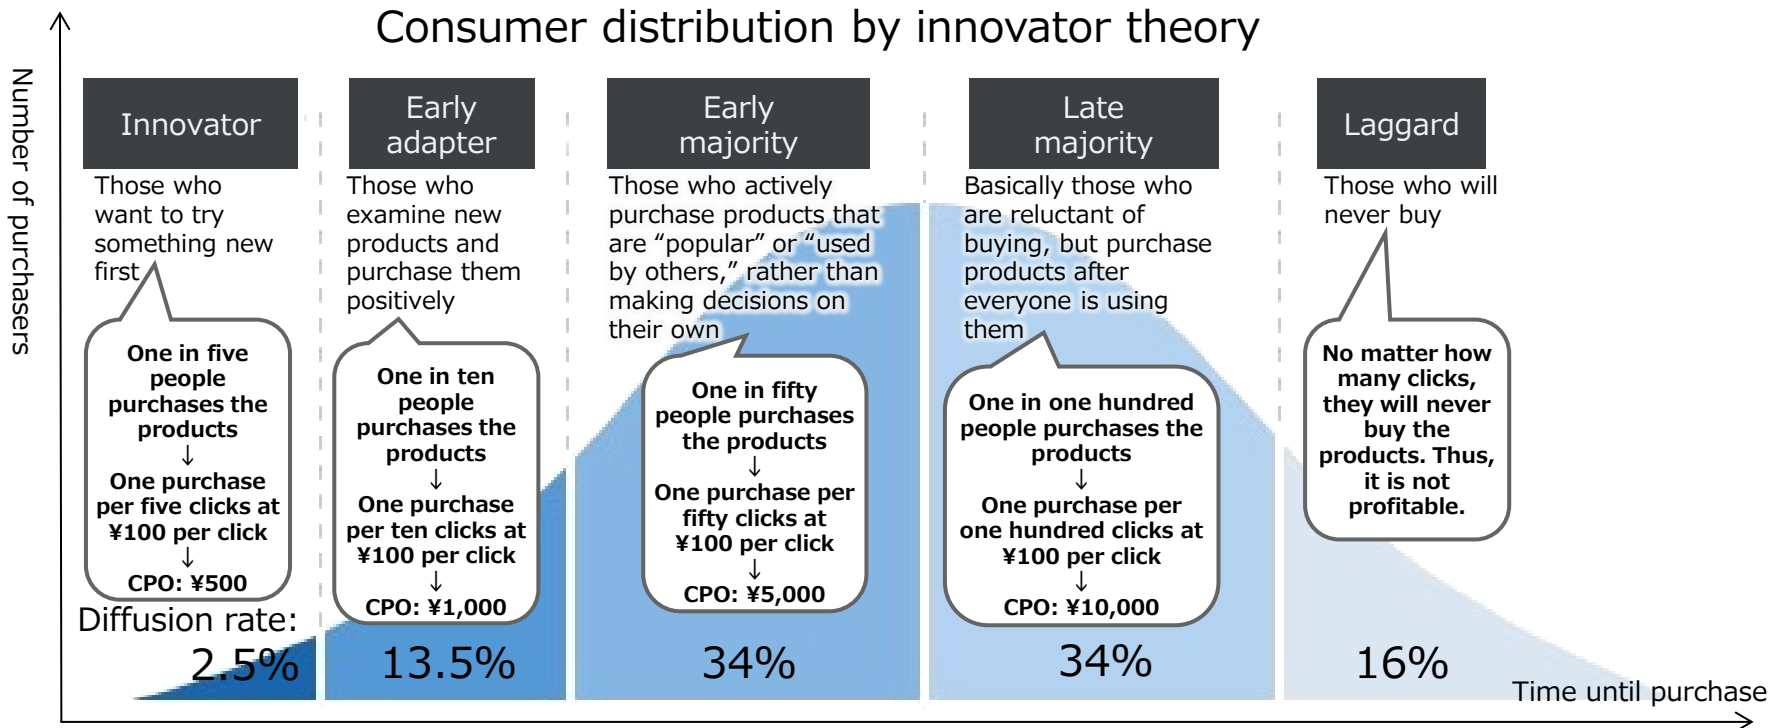 Consumer distribution by innovator theory
Number of purchasers
Innovator
Those who
want to try
something new
first
One in five
people
purchases the
products
↓
One purchase
per five clicks at
¥100 per click
↓
CPO: ¥500
Early
adapter
Those who
examine new
products and
purchase them
positively
One in ten
people
purchases the
products
↓
One purchase
per ten clicks at
¥100 per click
↓
CPO: ¥1,000
Early
majority
Those who actively
purchase products that
are “popular” or “used
by others,” rather than
making decisions on
their own
One in fifty
people purchases
the products
↓
One purchase per
fifty clicks at
¥100 per click
↓
CPO: ¥5,000
Late
majority
Basically those who
are reluctant of
buying, but purchase
products after
everyone is using
them
One in one hundred
people purchases the
products
↓
One purchase per
one hundred clicks at
¥100 per click
↓
CPO: ¥10,000
Laggard
Those who will
never buy
No matter how
many clicks,
they will never
buy the
products. Thus,
it is not
profitable.
Diffusion rate:
2.5%
13.5%
34%
34%
16%
Time until purchase